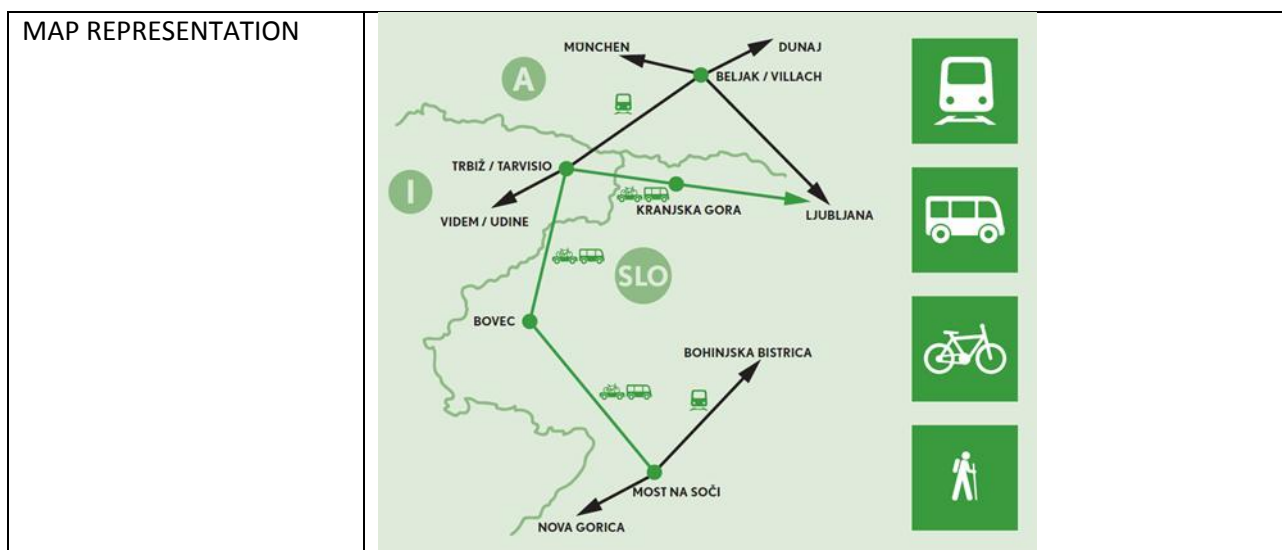 MAP REPRESENTATION
MÜNCHEN
DUNAJ
BELJAK / VILLACH
A
TRBIŽ / TARVISIO
I
KRANJSKA GORA
LJUBLJANA
VIDEM / UDINE
SLO
BOVEC
BOHINJSKA BISTRICA
MOST NA SOČI
NOVA GORICA